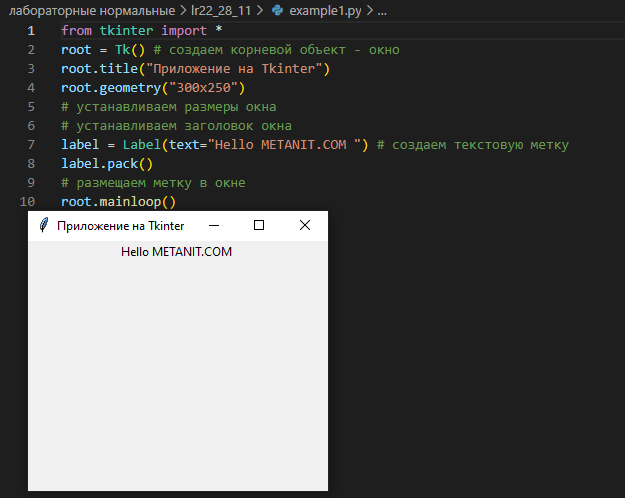 лабораторные нормальные > lr22_28_11 > example1.py > ...
1 from tkinter import *
2 root = Tk() # создаем корневой объект - окно
3 root.title("Приложение на Tkinter")
4 root.geometry("300x250")
5 # устанавливаем размеры окна
6 # устанавливаем заголовок окна
7 label = Label(text="Hello METANIT.COM ") # создаем текстовую метку
8 label.pack()
9 # размещаем метку в окне
10 root.mainloop()
Приложение на Tkinter
Hello METANIT.COM